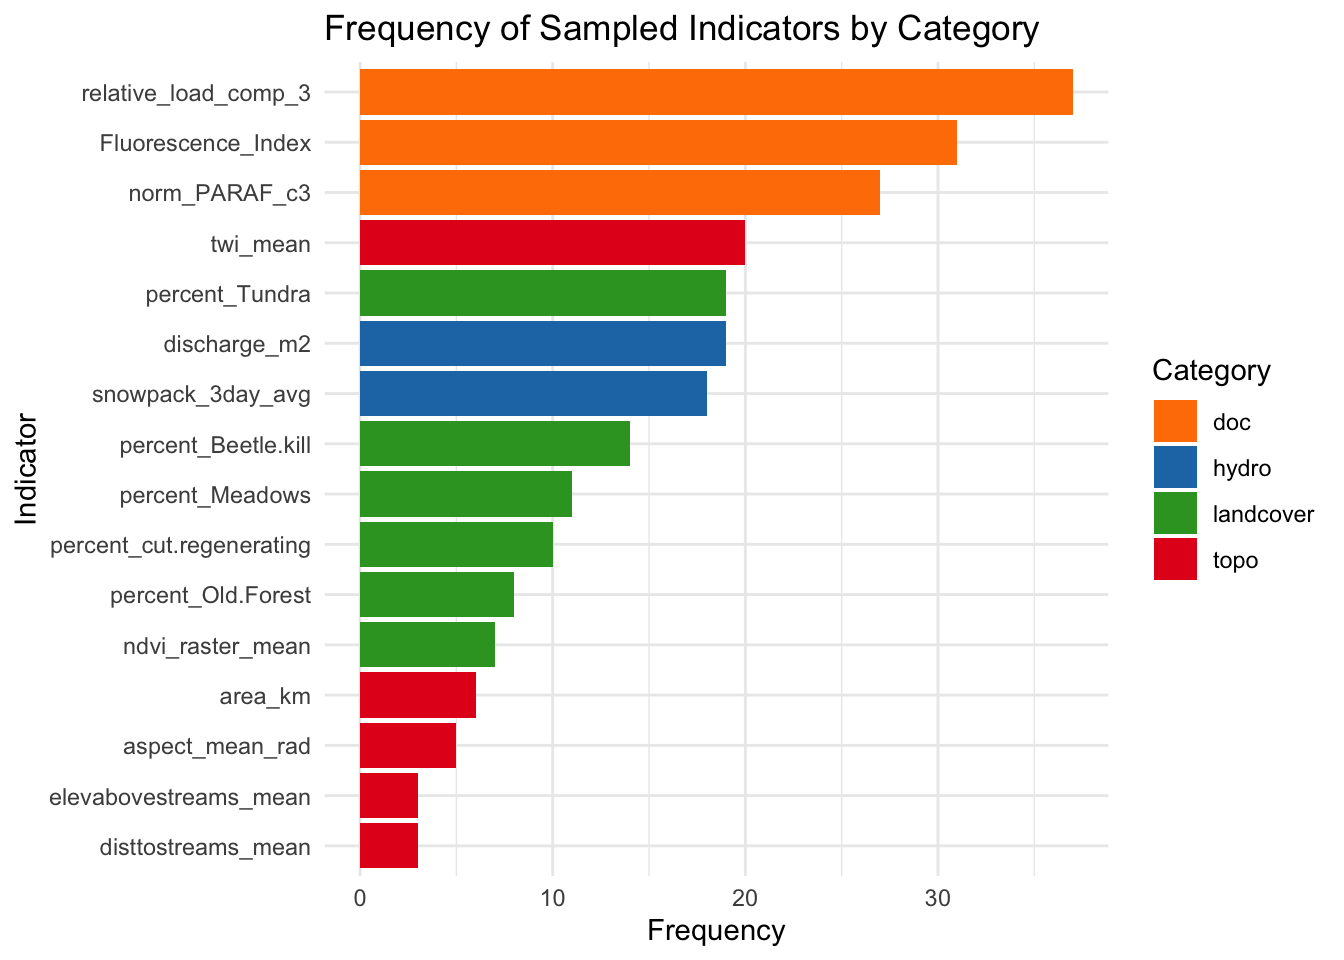 Frequency of Sampled Indicators by Category
relative_load_comp_3
Fluorescence_Index
norm_PARAF_c3
twi_mean
percent_Tundra
discharge_m2
snowpack_3day_avg
percent_Beetle.kill
percent_Meadows
percent_cut.regenerating
percent_Old.Forest
ndvi_raster_mean
area_km
aspect_mean_rad
elevabovestreams_mean
disttostreams_mean
Indicator
0 10 20 30
Frequency
Category
doc
hydro
landcover
topo